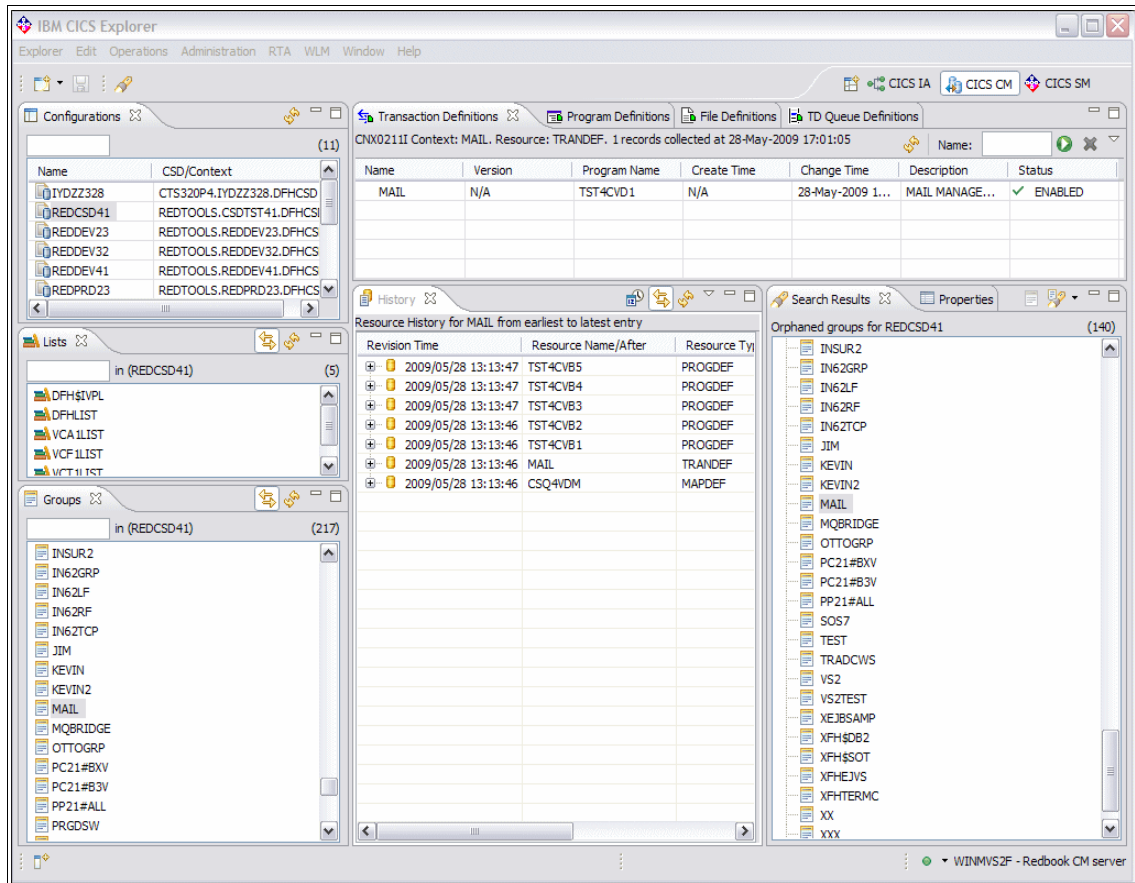 IBM CICS Explorer
Explorer Edit Operations Administration RTA WLM Window Help
CICS IA CICS CM CICS SM
Configurations
(11)
Name CSD/Context
IYDZZ328 CTS320P4.IYDZZ328.DFHCSD
REDCSD41 REDTOOLS.CSDTST41.DFHCS
REDDEV23 REDTOOLS.REDDEV23.DFHCS
REDDEV32 REDTOOLS.REDDEV32.DFHCS
REDDEV41 REDTOOLS.REDDEV41.DFHCS
REDPRD23 REDTOOLS.REDPRD23.DFHCS
Lists
in (REDCSD41) (5)
DFH$IVPL
DFHLIST
VCA1LIST
VCF1LIST
VCT1LIST
Groups
in (REDCSD41) (217)
INSUR2
IN62GRP
IN62LF
IN62RF
IN62TCP
JIM
KEVIN
KEVIN2
MAIL
MQBRIDGE
OTTOGRP
PC21#BXV
PC21#B3V
PP21#ALL
PRGDSW
Transaction Definitions Program Definitions File Definitions TD Queue Definitions
CNX0211I Context: MAIL. Resource: TRANDEF. 1 records collected at 28-May-2009 17:01:05 Name:
Name Version Program Name Create Time Change Time Description Status
MAIL N/A TST4CVD1 N/A 28-May-2009 1... MAIL MANAGE... ENABLED
History
Resource History for MAIL from earliest to latest entry
Revision Time Resource Name/After Resource Ty
2009/05/28 13:13:47 TST4CVB5 PROGDEF
2009/05/28 13:13:47 TST4CVB4 PROGDEF
2009/05/28 13:13:47 TST4CVB3 PROGDEF
2009/05/28 13:13:46 TST4CVB2 PROGDEF
2009/05/28 13:13:46 TST4CVB1 PROGDEF
2009/05/28 13:13:46 MAIL TRANDEF
2009/05/28 13:13:46 CSQ4VDM MAPDEF
Search Results Properties
Orphaned groups for REDCSD41 (140)
INSUR2
IN62GRP
IN62LF
IN62RF
IN62TCP
JIM
KEVIN
KEVIN2
MAIL
MQBRIDGE
OTTOGRP
PC21#BXV
PC21#B3V
PP21#ALL
SOS7
TEST
TRADCWS
VS2
VS2TEST
XEJBSAMP
XFH$DB2
XFH$SOT
XFHEJVS
XFHTERMC
XX
XXX
WINMVS2F - Redbook CM server